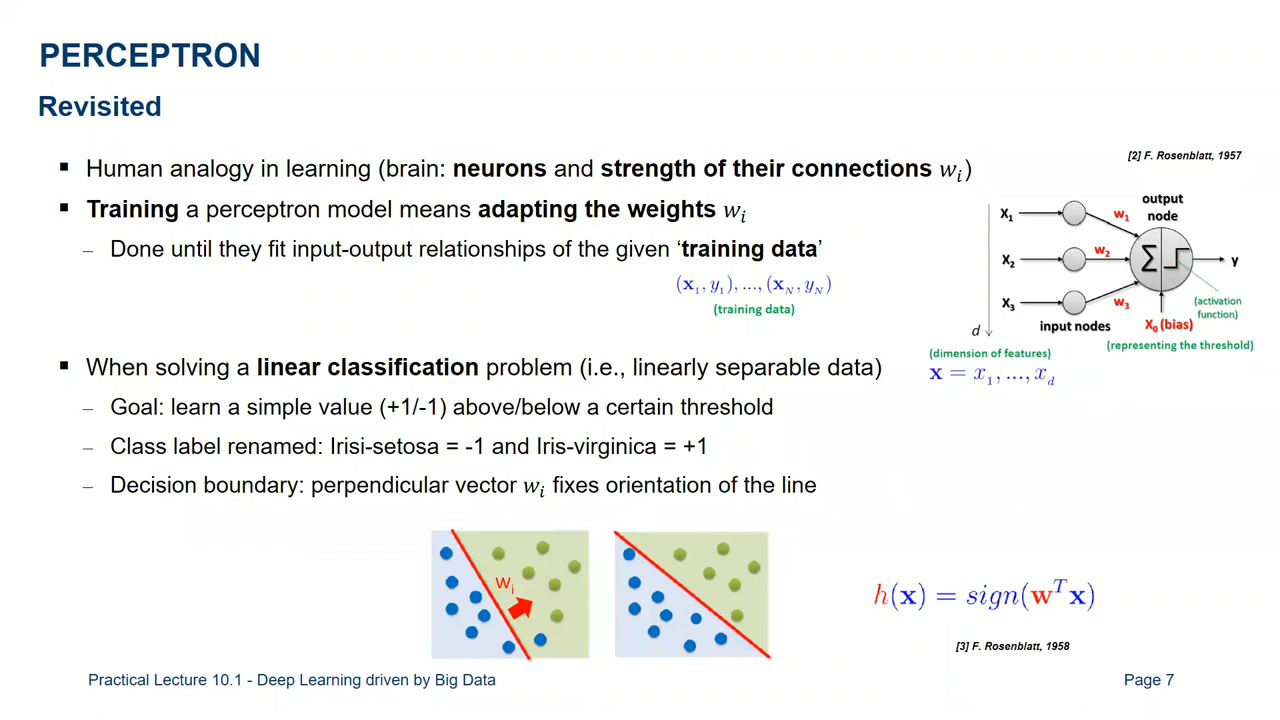 PERCEPTRON
Revisited
▪ Human analogy in learning (brain: neurons and strength of their connections wᵢ)
▪ Training a perceptron model means adapting the weights wᵢ
– Done until they fit input-output relationships of the given ‘training data’
(x₁, y₁), ..., (x_N, y_N)
(training data)
▪ When solving a linear classification problem (i.e., linearly separable data)
– Goal: learn a simple value (+1/-1) above/below a certain threshold
– Class label renamed: Irisi-setosa = -1 and Iris-virginica = +1
– Decision boundary: perpendicular vector wᵢ fixes orientation of the line
[2] F. Rosenblatt, 1957
output
node
X₁
w₁
X₂
w₂
Σ
y
X₃
w₃
(activation
function)
d
input nodes
X₀ (bias)
(representing the threshold)
(dimension of features)
x = x₁, ..., x_d
wᵢ
h(x) = sign(wᵀx)
[3] F. Rosenblatt, 1958
Practical Lecture 10.1 - Deep Learning driven by Big Data
Page 7